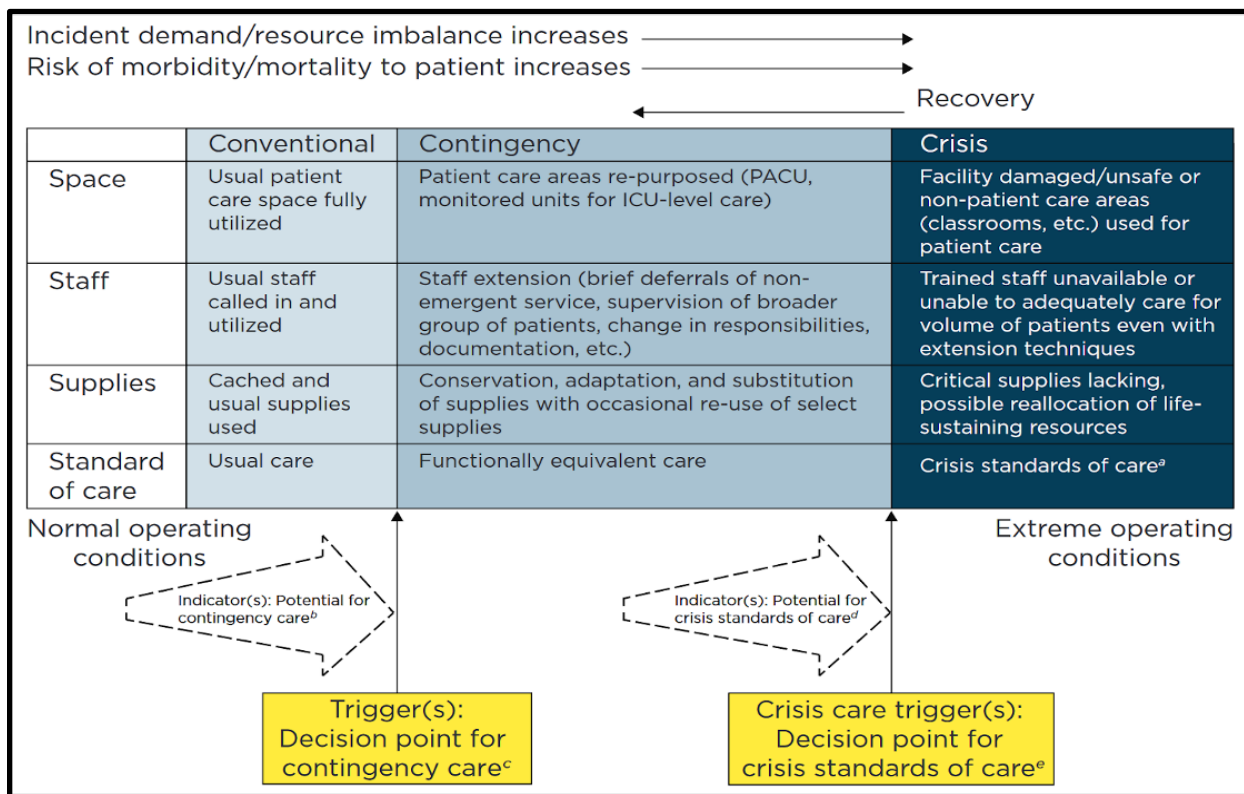 Incident demand/resource imbalance increases
Risk of morbidity/mortality to patient increases
Recovery
Conventional
Contingency
Crisis
Space
Usual patient
care space fully
utilized
Patient care areas re-purposed (PACU,
monitored units for ICU-level care)
Facility damaged/unsafe or
non-patient care areas
(classrooms, etc.) used for
patient care
Staff
Usual staff
called in and
utilized
Staff extension (brief deferrals of non-
emergent service, supervision of broader
group of patients, change in responsibilities,
documentation, etc.)
Trained staff unavailable or
unable to adequately care for
volume of patients even with
extension techniques
Supplies
Cached and
usual supplies
used
Conservation, adaptation, and substitution
of supplies with occasional re-use of select
supplies
Critical supplies lacking,
possible reallocation of life-
sustaining resources
Standard
of care
Usual care
Functionally equivalent care
Crisis standards of care^a
Normal operating
conditions
Extreme operating
conditions
Indicator(s): Potential for
contingency care^b
Indicator(s): Potential for
crisis standards of care^d
Trigger(s):
Decision point for
contingency care^c
Crisis care trigger(s):
Decision point for
crisis standards of care^e